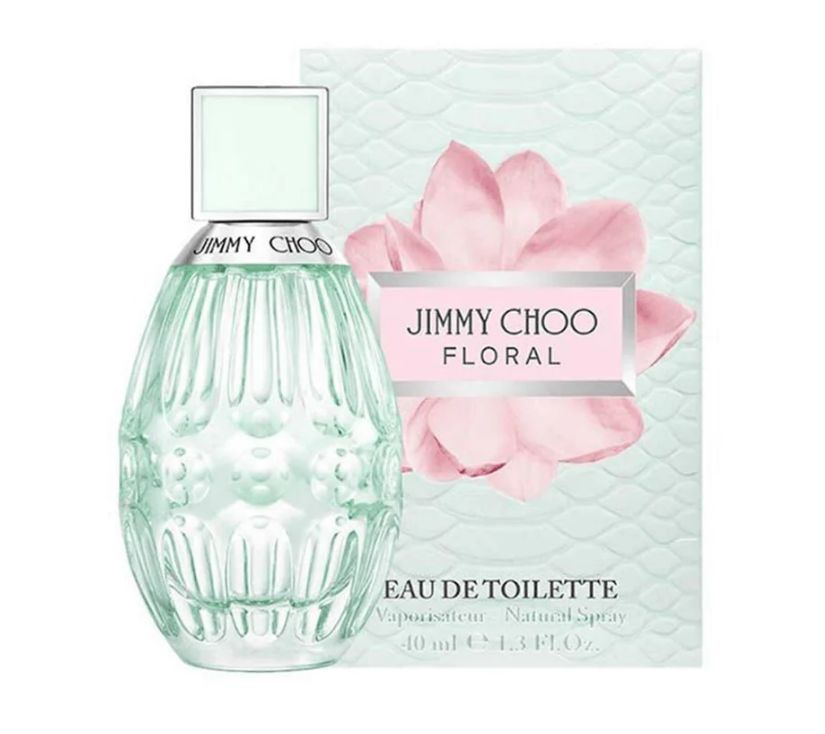 JIMMY CHOO
JIMMY CHOO
FLORAL
EAU DE TOILETTE
Vaporisateur - Natural Spray
40 ml ℮ 1.3 Fl.Oz.